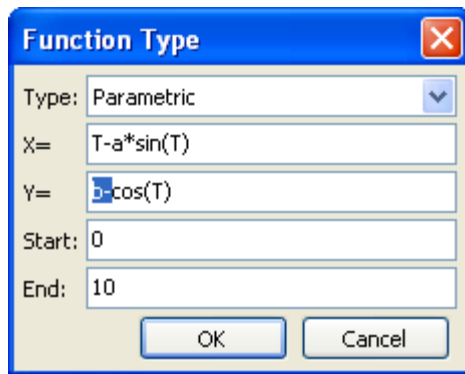 Function Type
Type: Parametric
X= T-a*sin(T)
Y= b-cos(T)
Start: 0
End: 10
OK Cancel